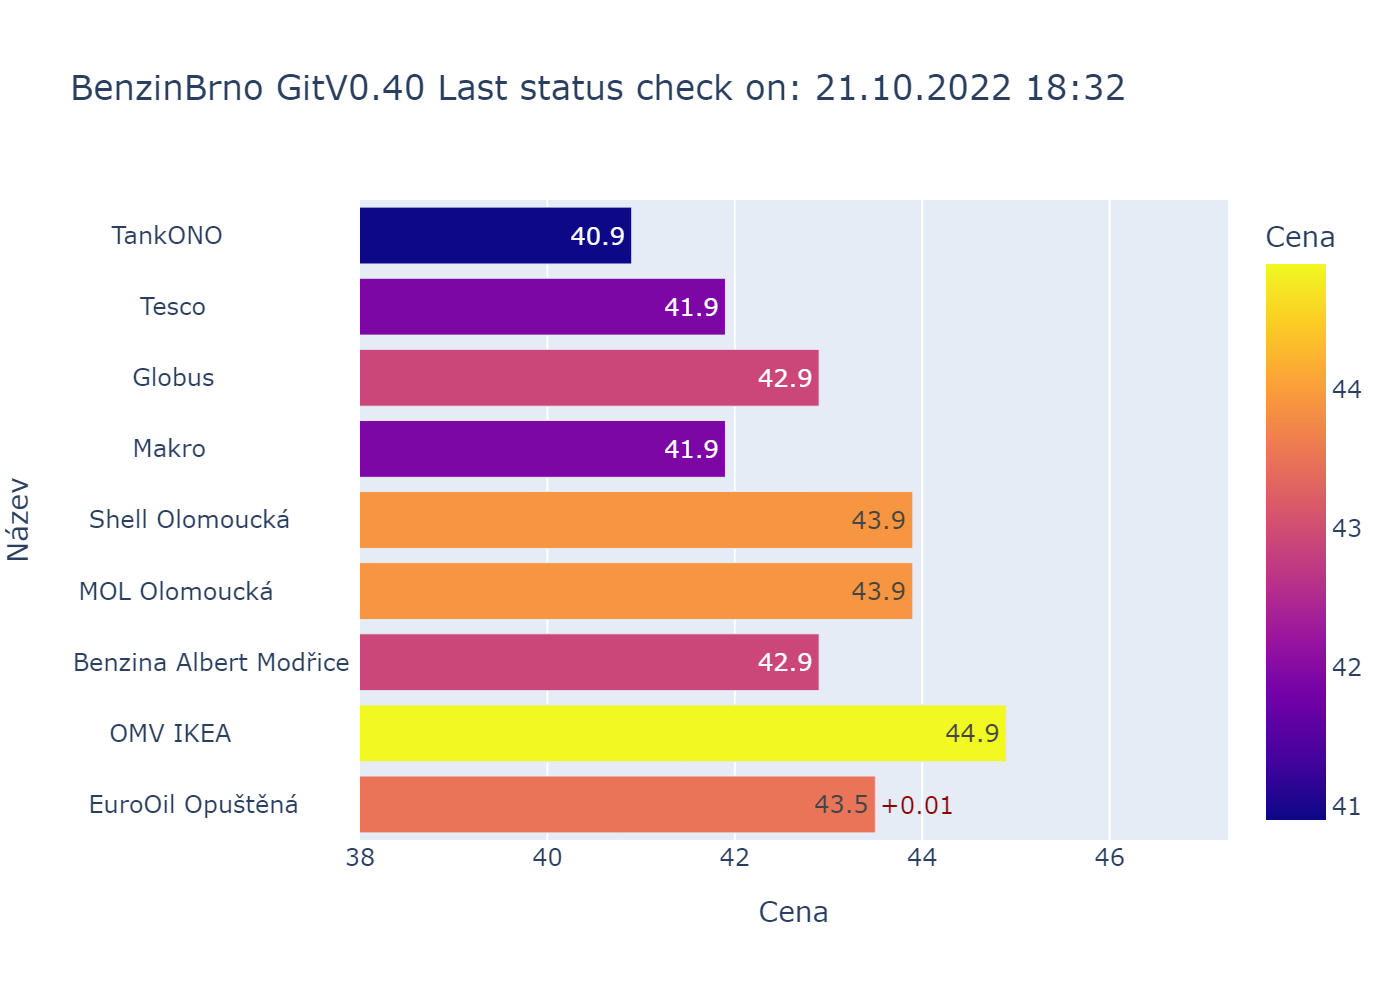 BenzinBrno GitV0.40 Last status check on: 21.10.2022 18:32
Název
TankONO 40.9
Tesco 41.9
Globus 42.9
Makro 41.9
Shell Olomoucká 43.9
MOL Olomoucká 43.9
Benzina Albert Modřice 42.9
OMV IKEA 44.9
EuroOil Opuštěná 43.5 +0.01
38 40 42 44 46
Cena
Cena
44
43
42
41